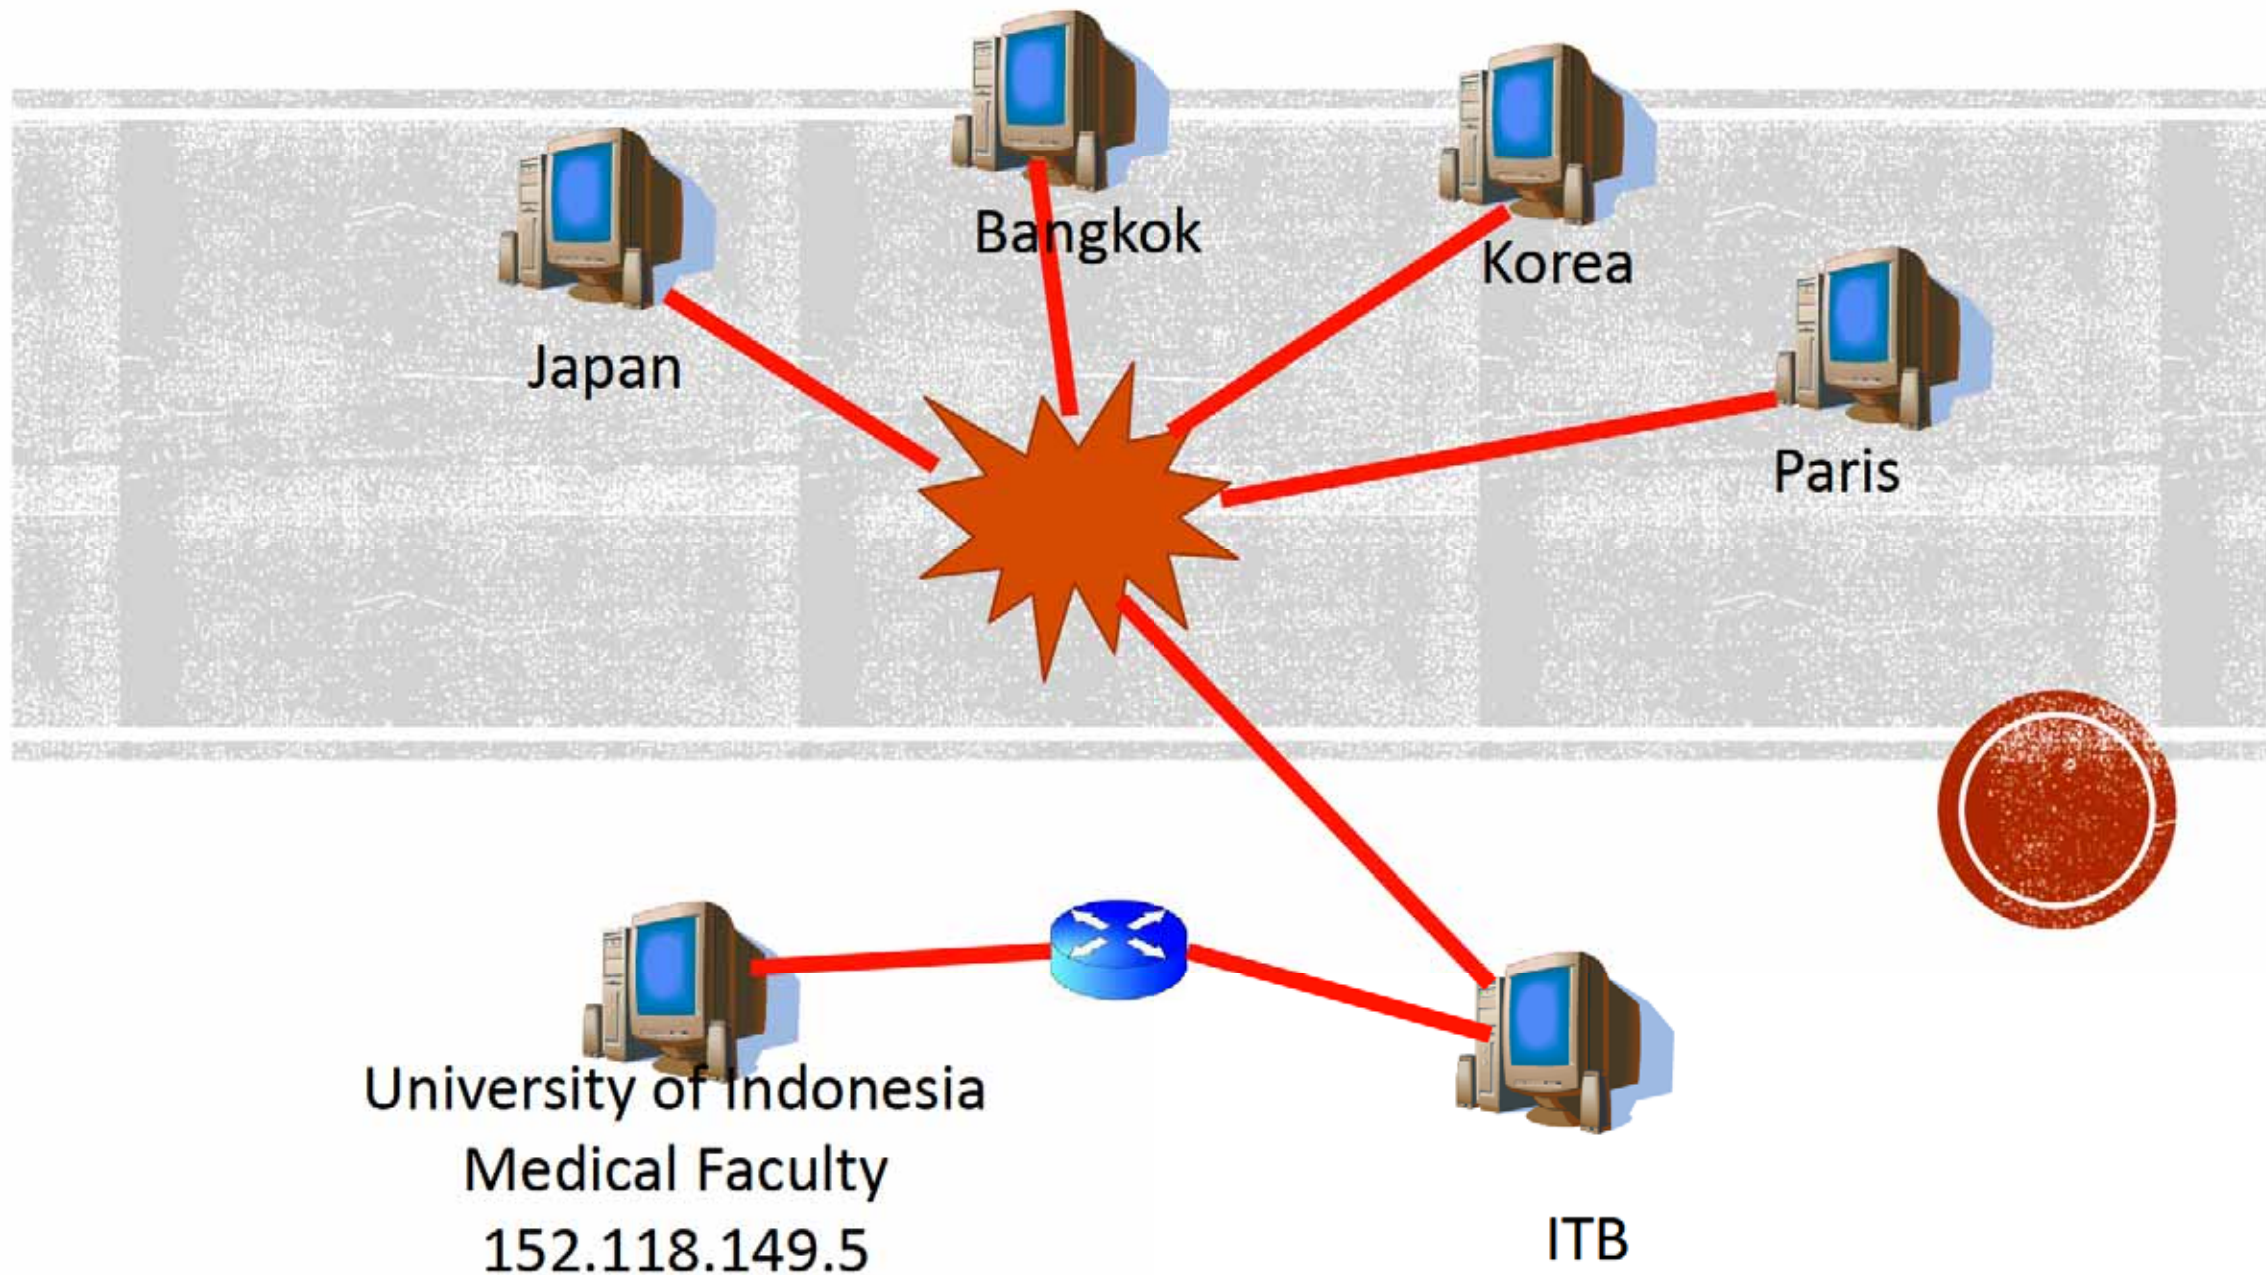 Bangkok
Korea
Japan
Paris
University of Indonesia
Medical Faculty
152.118.149.5
ITB